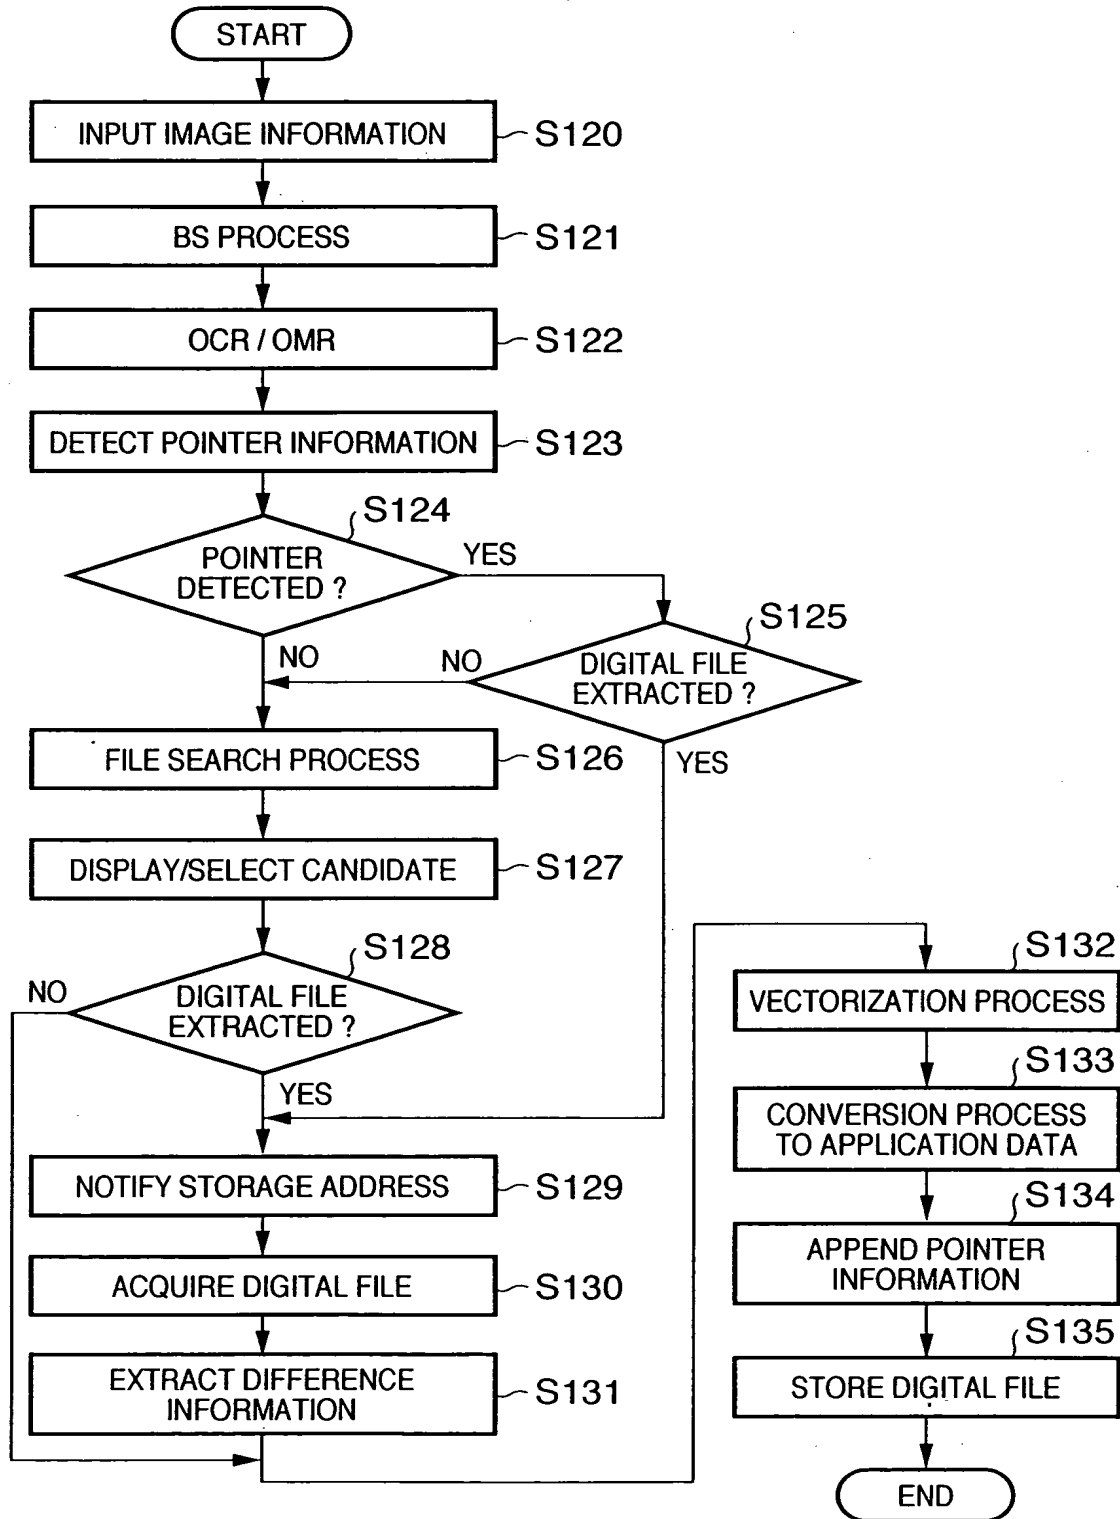 START
INPUT IMAGE INFORMATION
S120
BS PROCESS
S121
OCR / OMR
S122
DETECT POINTER INFORMATION
S123
S124
POINTER
DETECTED ?
YES
NO
S125
DIGITAL FILE
EXTRACTED ?
NO
YES
FILE SEARCH PROCESS
S126
DISPLAY/SELECT CANDIDATE
S127
S128
DIGITAL FILE
EXTRACTED ?
NO
YES
NOTIFY STORAGE ADDRESS
S129
ACQUIRE DIGITAL FILE
S130
EXTRACT DIFFERENCE
INFORMATION
S131
S132
VECTORIZATION PROCESS
S133
CONVERSION PROCESS
TO APPLICATION DATA
S134
APPEND POINTER
INFORMATION
S135
STORE DIGITAL FILE
END